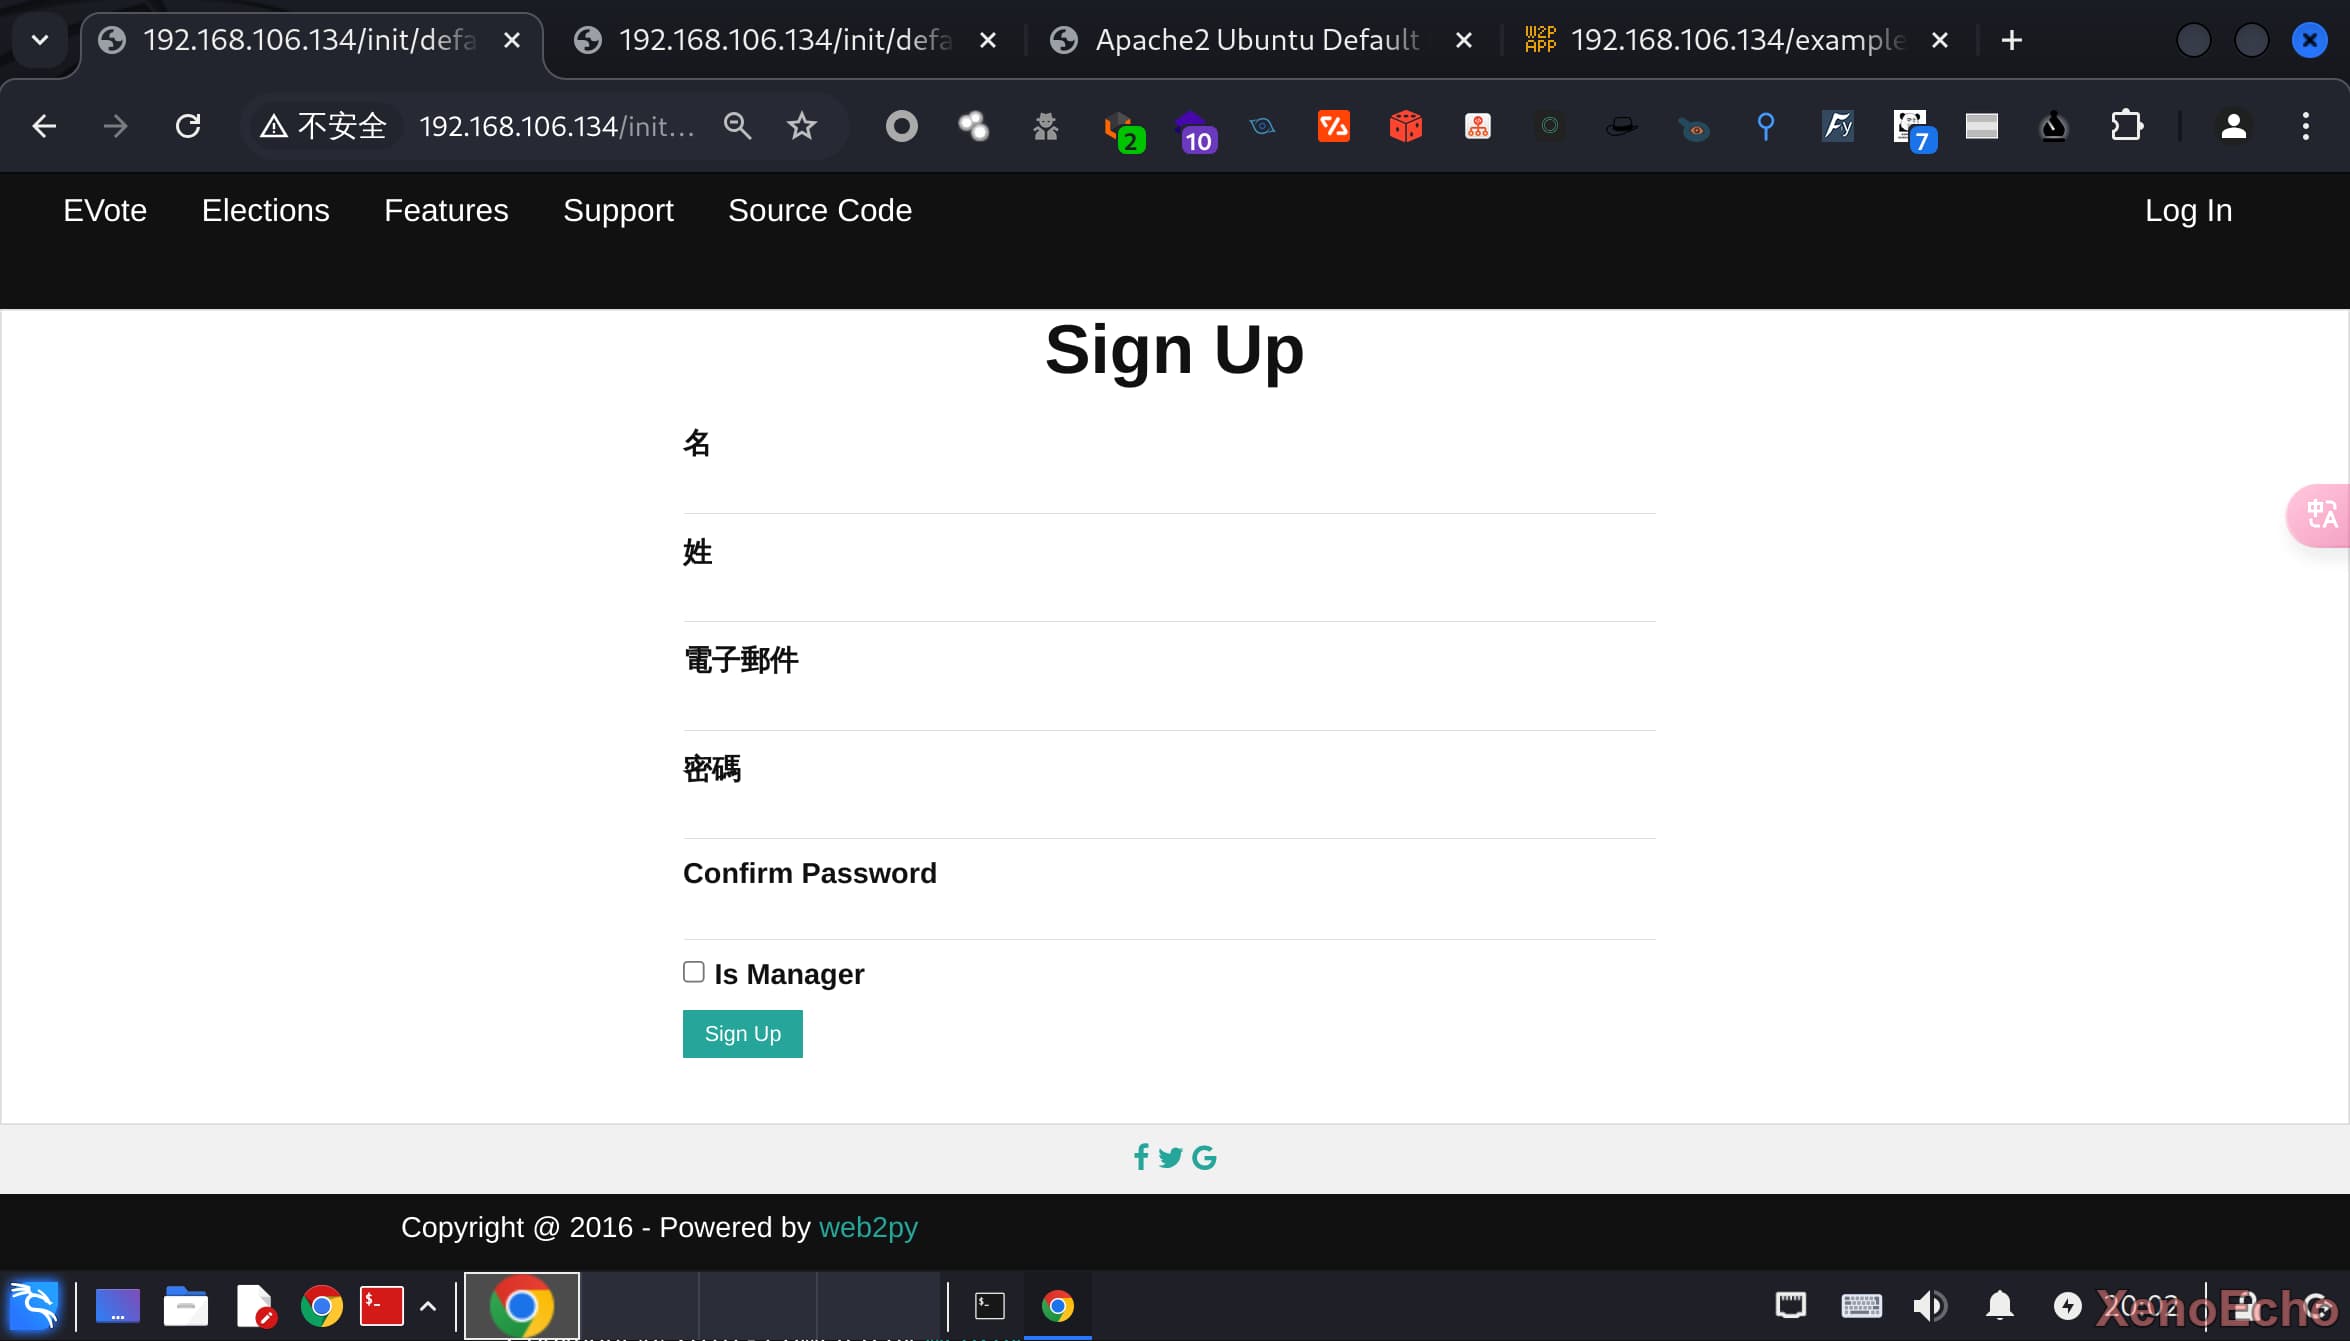 192.168.106.134/init/defa
192.168.106.134/init/defa
Apache2 Ubuntu Default
W2P APP
192.168.106.134/example
不安全
192.168.106.134/init…
2
10
Fy
7
EVote
Elections
Features
Support
Source Code
Log In
Sign Up
名
姓
電子郵件
密碼
Confirm Password
Is Manager
Sign Up
Copyright @ 2016 - Powered by web2py
20:02
XenoEcho